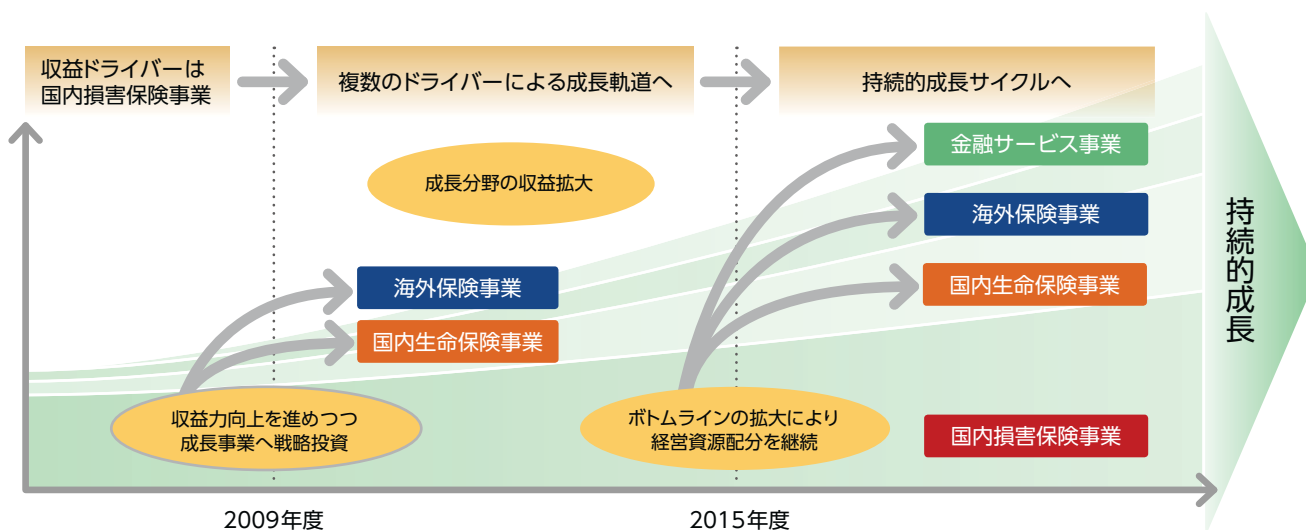 収益ドライバーは
国内損害保険事業
複数のドライバーによる成長軌道へ
持続的成長サイクルへ
成長分野の収益拡大
金融サービス事業
海外保険事業
国内生命保険事業
海外保険事業
国内生命保険事業
収益力向上を進めつつ
成長事業へ戦略投資
ボトムラインの拡大により
経営資源配分を継続
国内損害保険事業
持続的成長
2009年度
2015年度